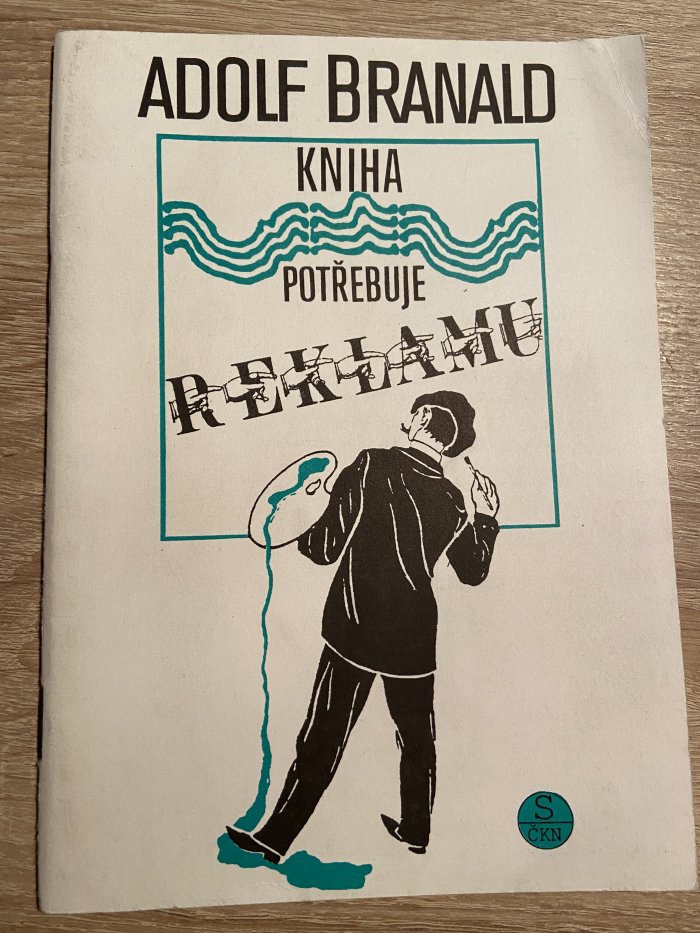 ADOLF BRANALD
KNIHA
POTŘEBUJE
REKLAMU
S
ČKN